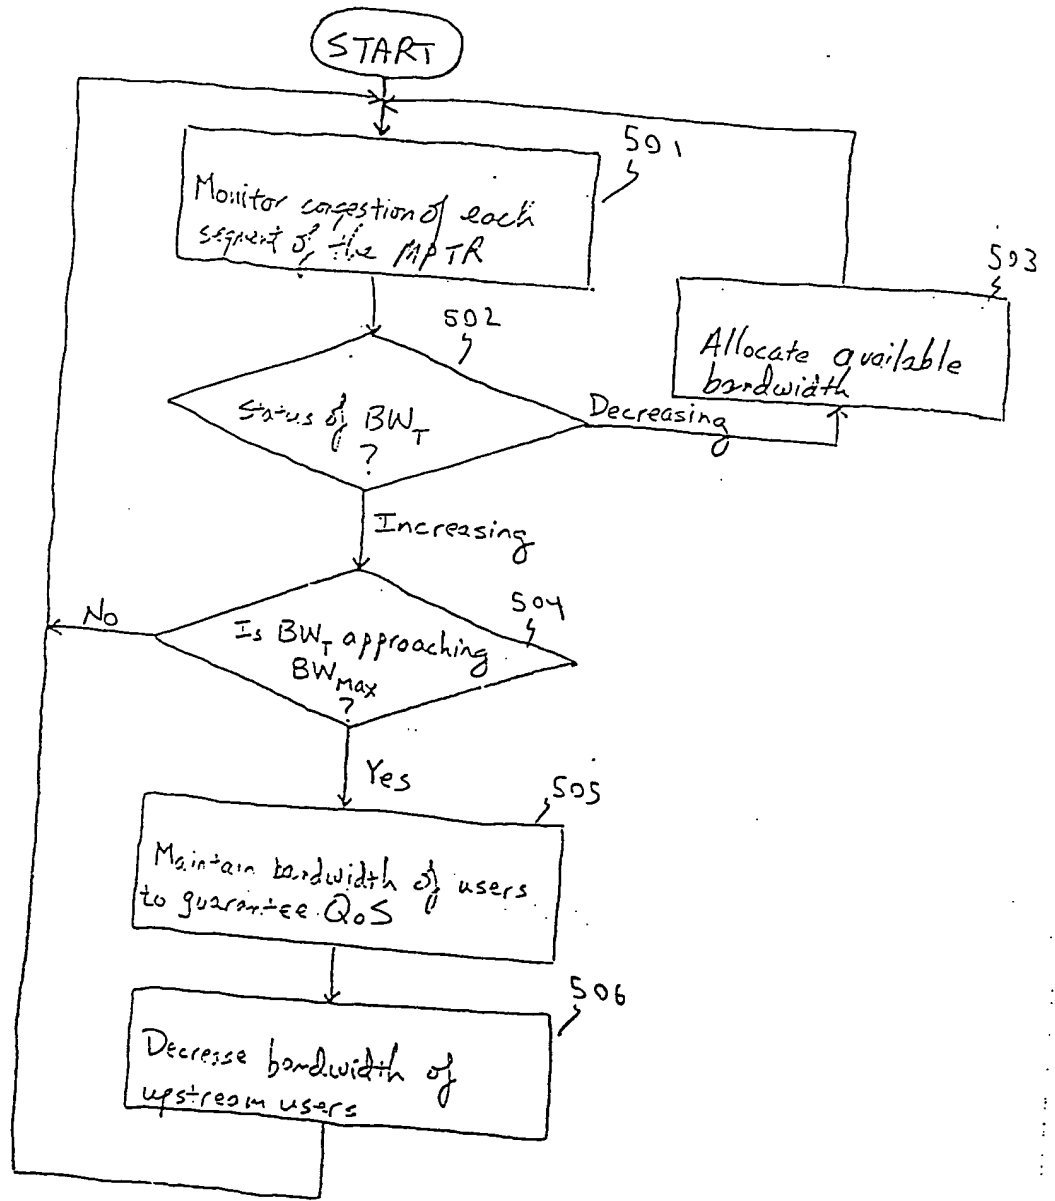 START
501
Monitor congestion of each
segment of the MPTR
503
Allocate available
bandwidth
502
Status of BWT
?
Decreasing
Increasing
504
No
Is BWT approaching
BWMAX
?
Yes
505
Maintain bandwidth of users
to guarantee QoS
506
Decrease bandwidth of
upstream users